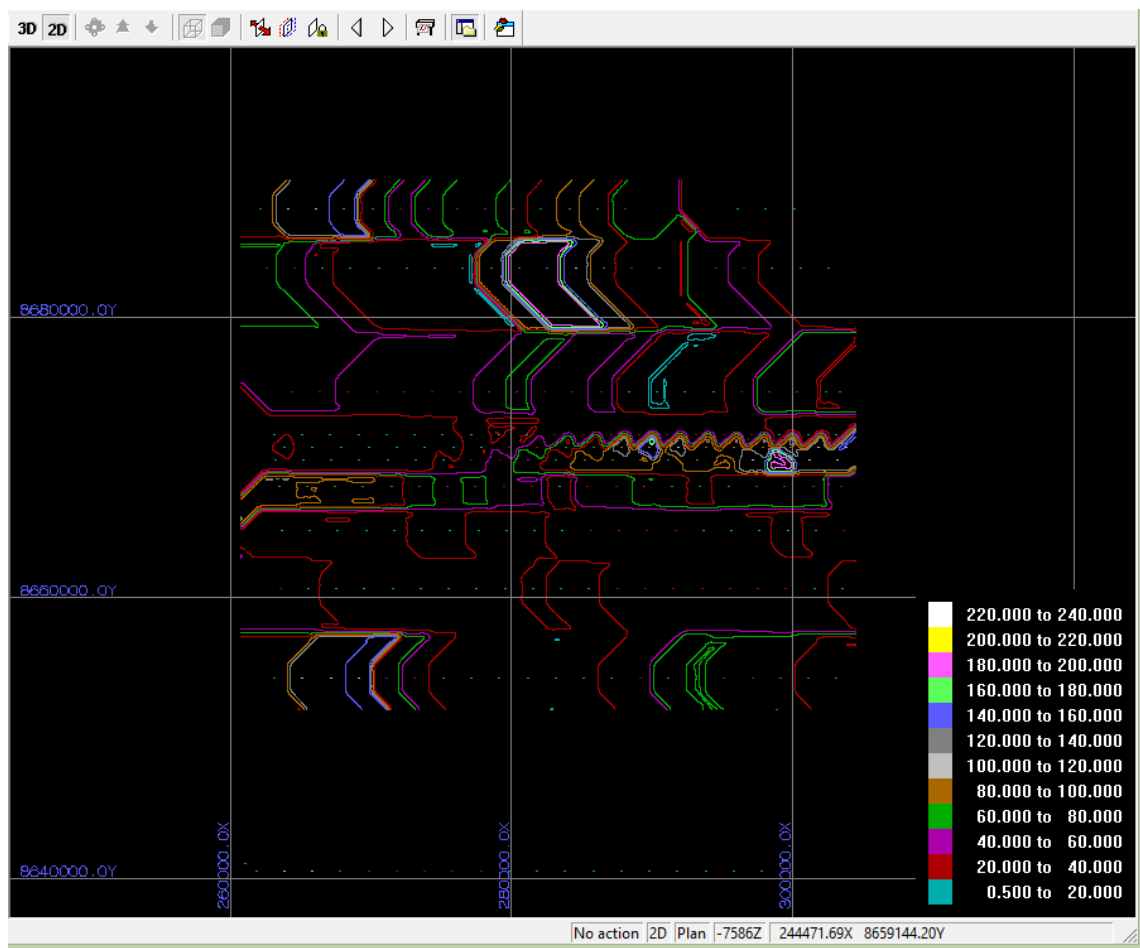 3D 2D
8680000.0Y
8660000.0Y
220.000 to 240.000
200.000 to 220.000
180.000 to 200.000
160.000 to 180.000
140.000 to 160.000
120.000 to 140.000
100.000 to 120.000
80.000 to 100.000
60.000 to 80.000
40.000 to 60.000
20.000 to 40.000
0.500 to 20.000
8640000.0Y
260000.0X
280000.0X
300000.0X
No action 2D Plan -7586Z 244471.69X 8659144.20Y